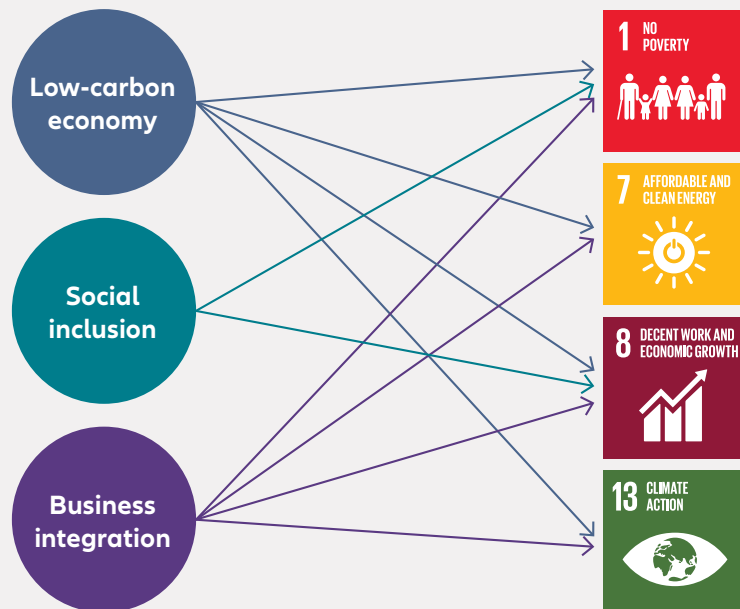 Low-carbon
economy
Social
inclusion
Business
integration
1 NO
POVERTY
7 AFFORDABLE AND
CLEAN ENERGY
8 DECENT WORK AND
ECONOMIC GROWTH
13 CLIMATE
ACTION